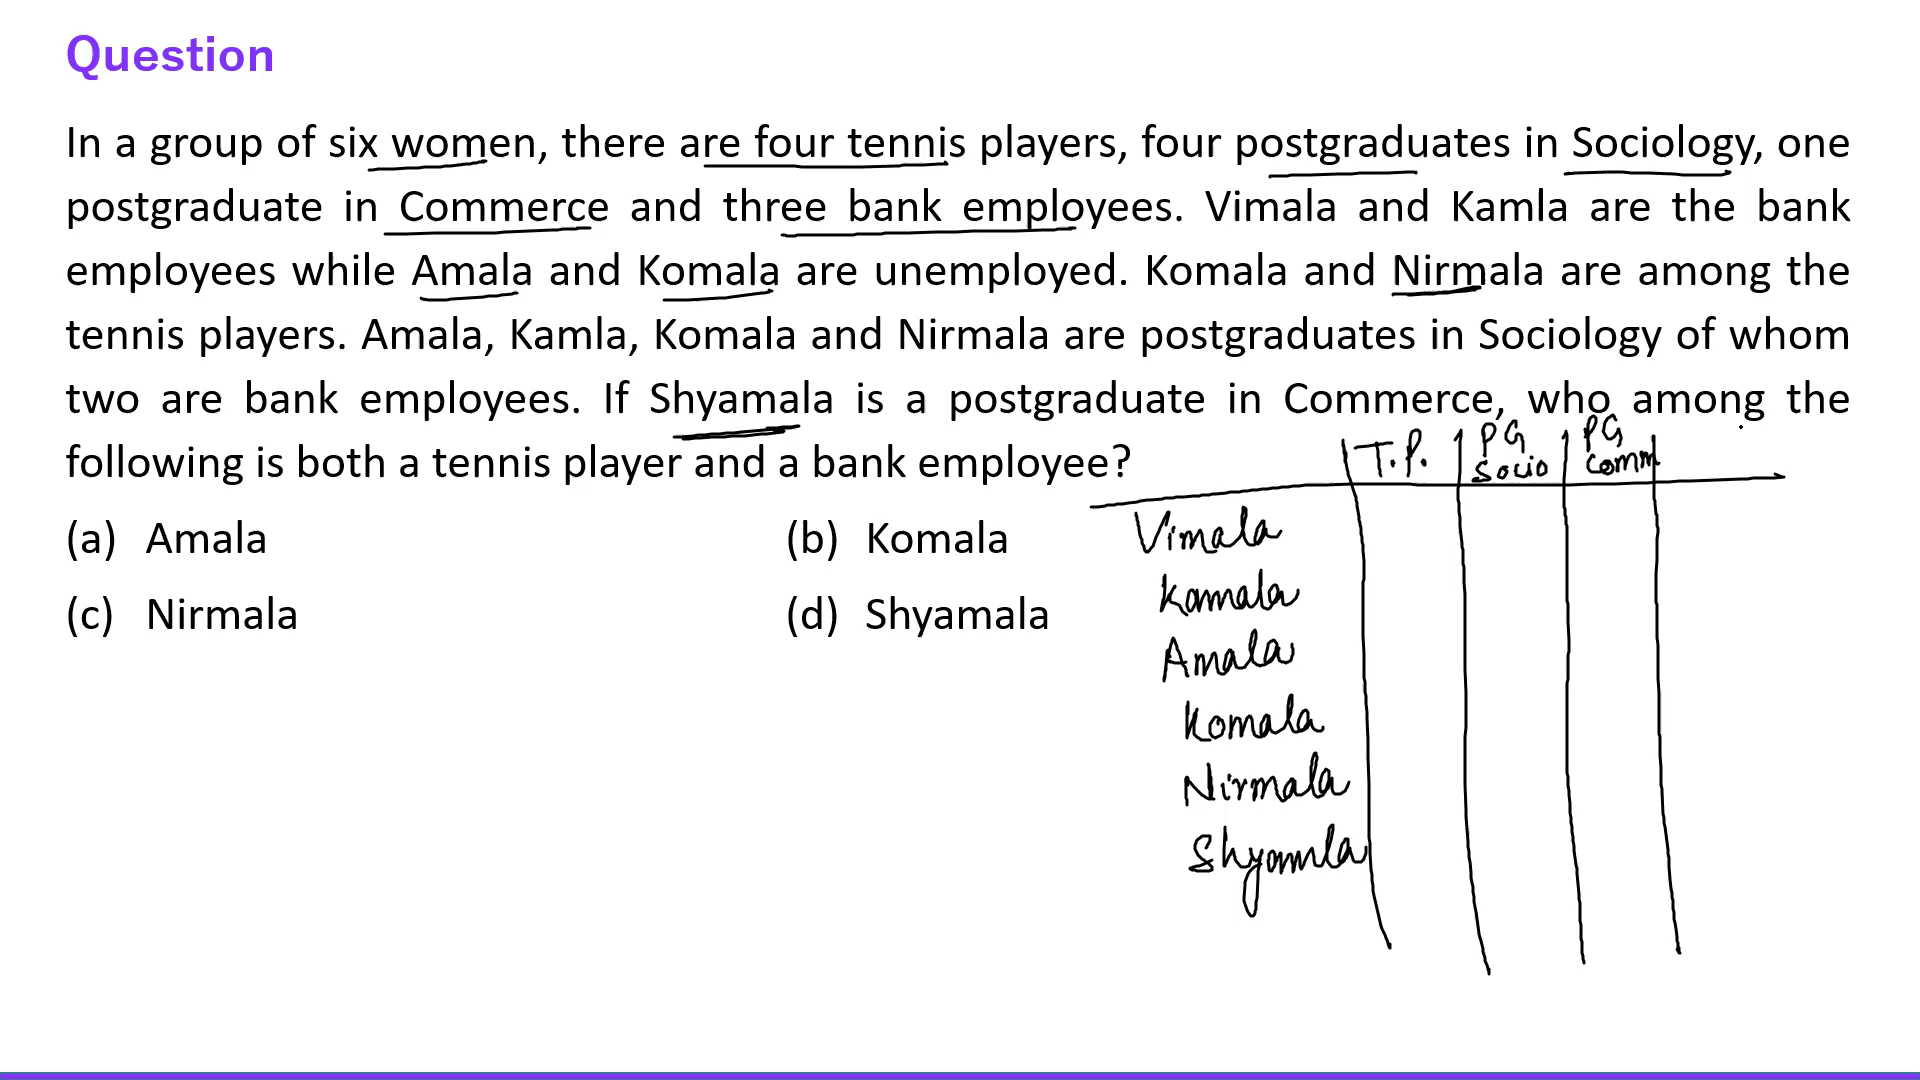 Question
In a group of six women, there are four tennis players, four postgraduates in Sociology, one
postgraduate in Commerce and three bank employees. Vimala and Kamla are the bank
employees while Amala and Komala are unemployed. Komala and Nirmala are among the
tennis players. Amala, Kamla, Komala and Nirmala are postgraduates in Sociology of whom
two are bank employees. If Shyamala is a postgraduate in Commerce, who among the
following is both a tennis player and a bank employee?
(a) Amala (b) Komala
(c) Nirmala (d) Shyamala
T.P. PG Socio PG Comm
Vimala
Kamala
Amala
Komala
Nirmala
Shyamla